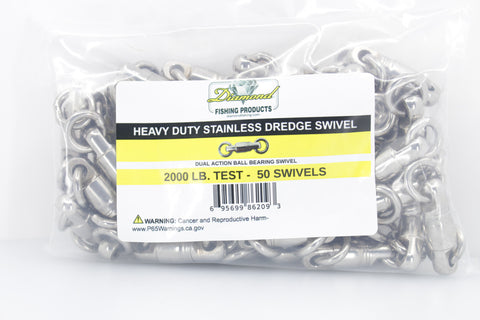 Diamond
FISHING PRODUCTS
HEAVY DUTY STAINLESS DREDGE SWIVEL
DUAL ACTION BALL BEARING SWIVEL
2000 LB. TEST - 50 SWIVELS
6 95699 86209 3
WARNING: Cancer and Reproductive Harm-
www.P65Warnings.ca.gov